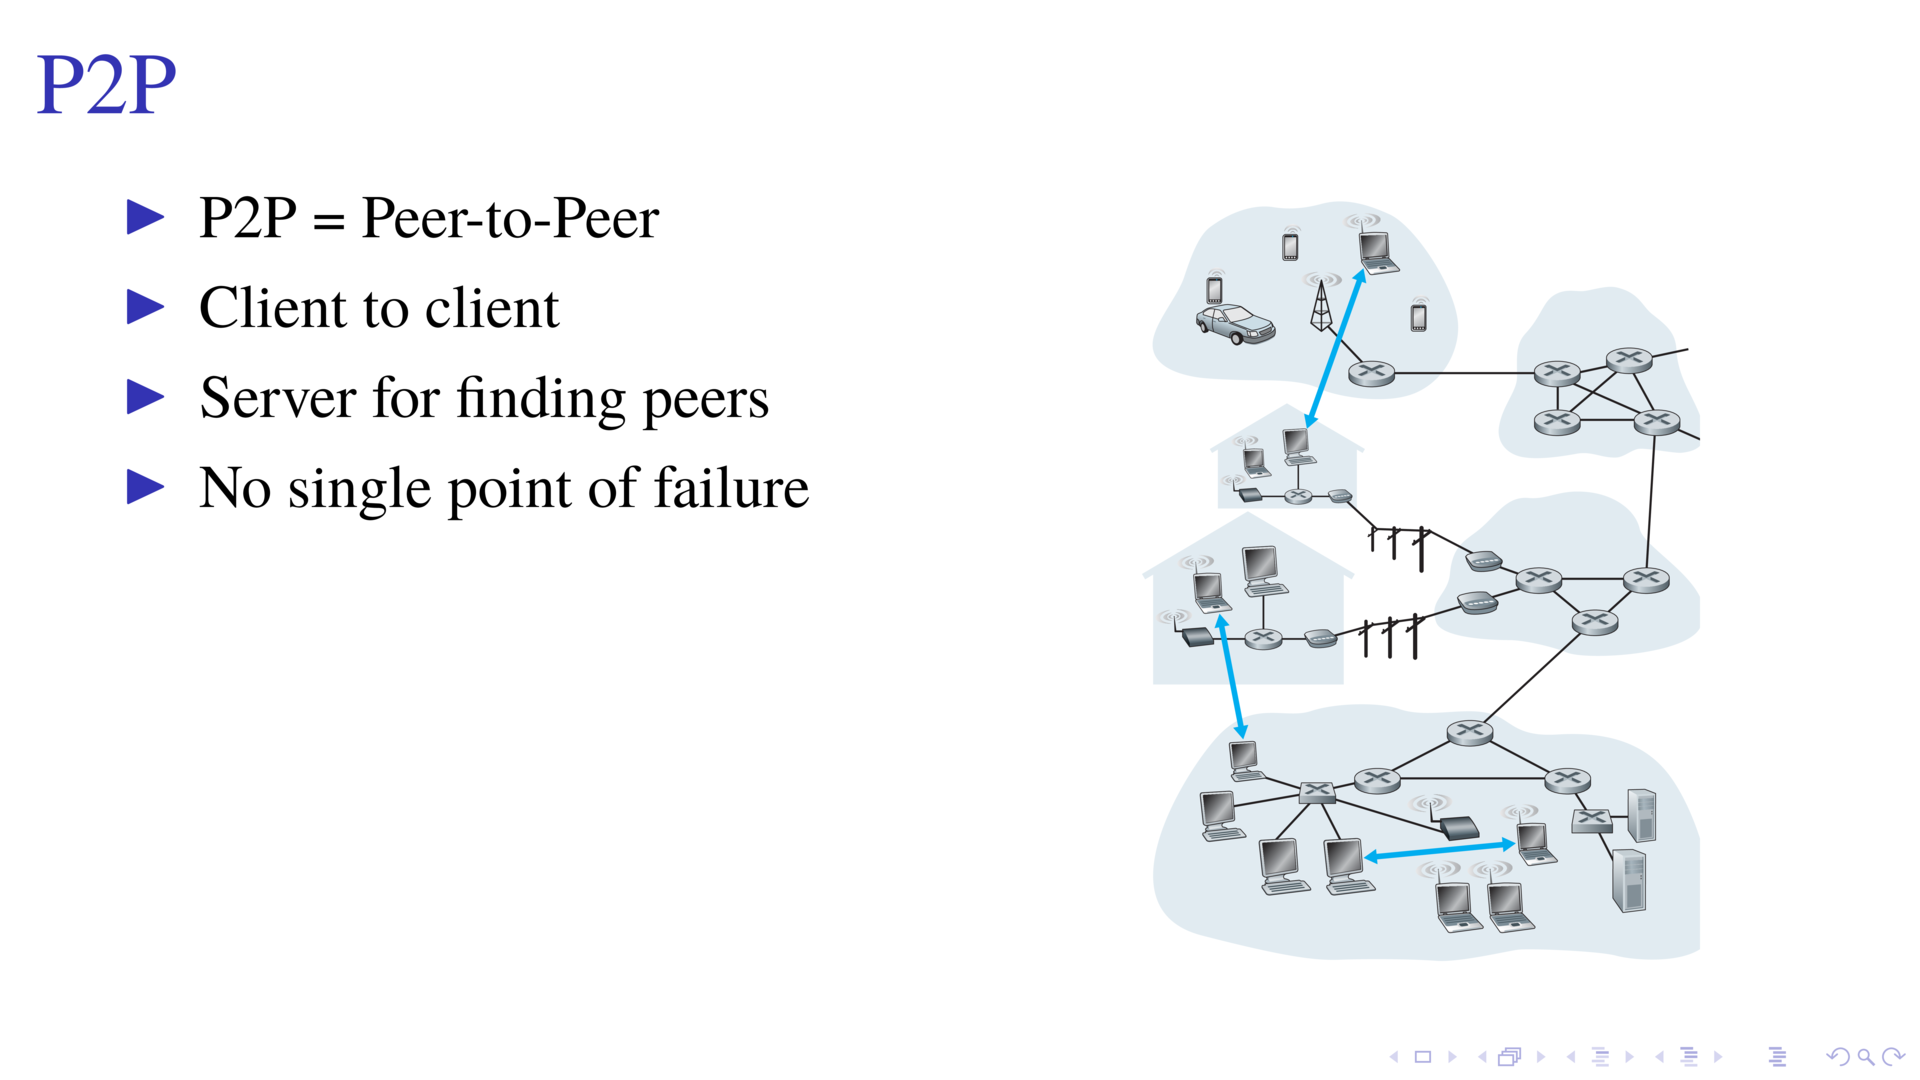 P2P
P2P = Peer-to-Peer
Client to client
Server for finding peers
No single point of failure